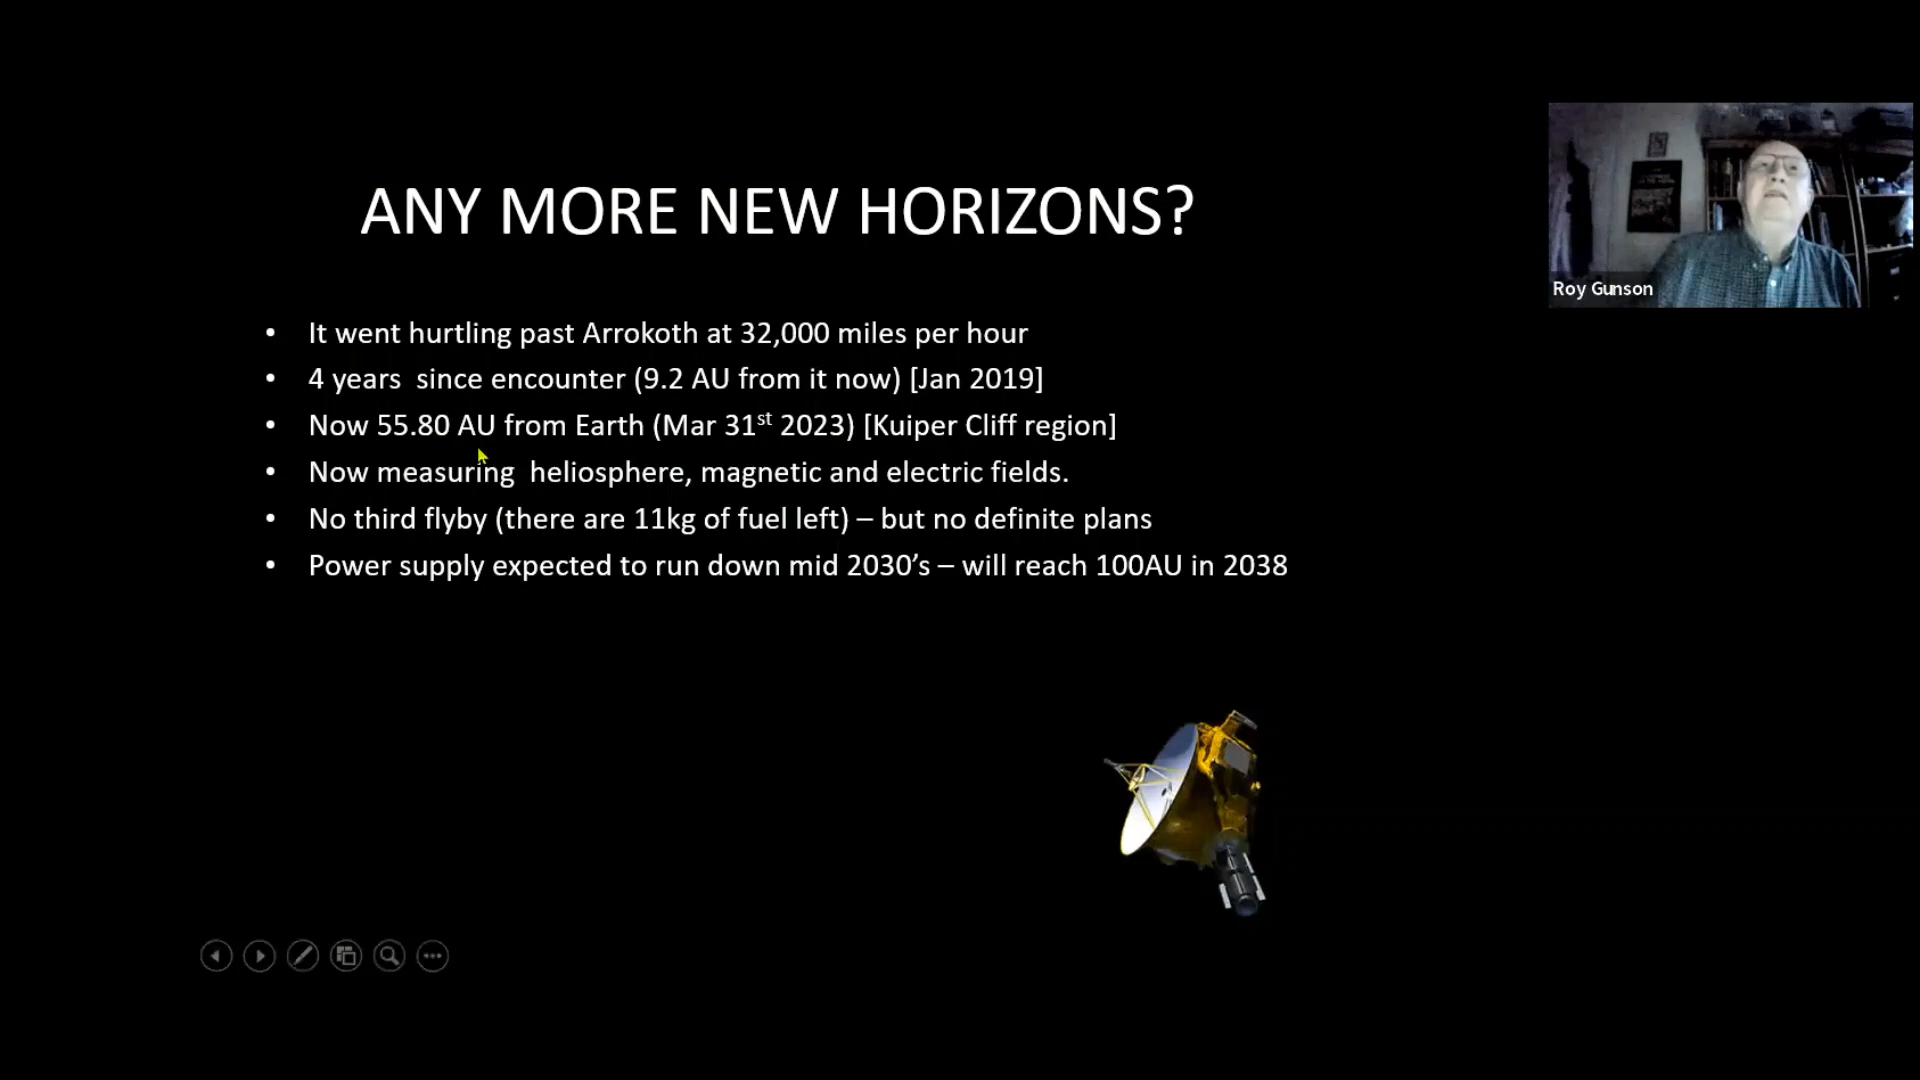 ANY MORE NEW HORIZONS?
Roy Gunson
• It went hurtling past Arrokoth at 32,000 miles per hour
• 4 years  since encounter (9.2 AU from it now) [Jan 2019]
• Now 55.80 AU from Earth (Mar 31st 2023) [Kuiper Cliff region]
• Now measuring  heliosphere, magnetic and electric fields.
• No third flyby (there are 11kg of fuel left) – but no definite plans
• Power supply expected to run down mid 2030’s – will reach 100AU in 2038